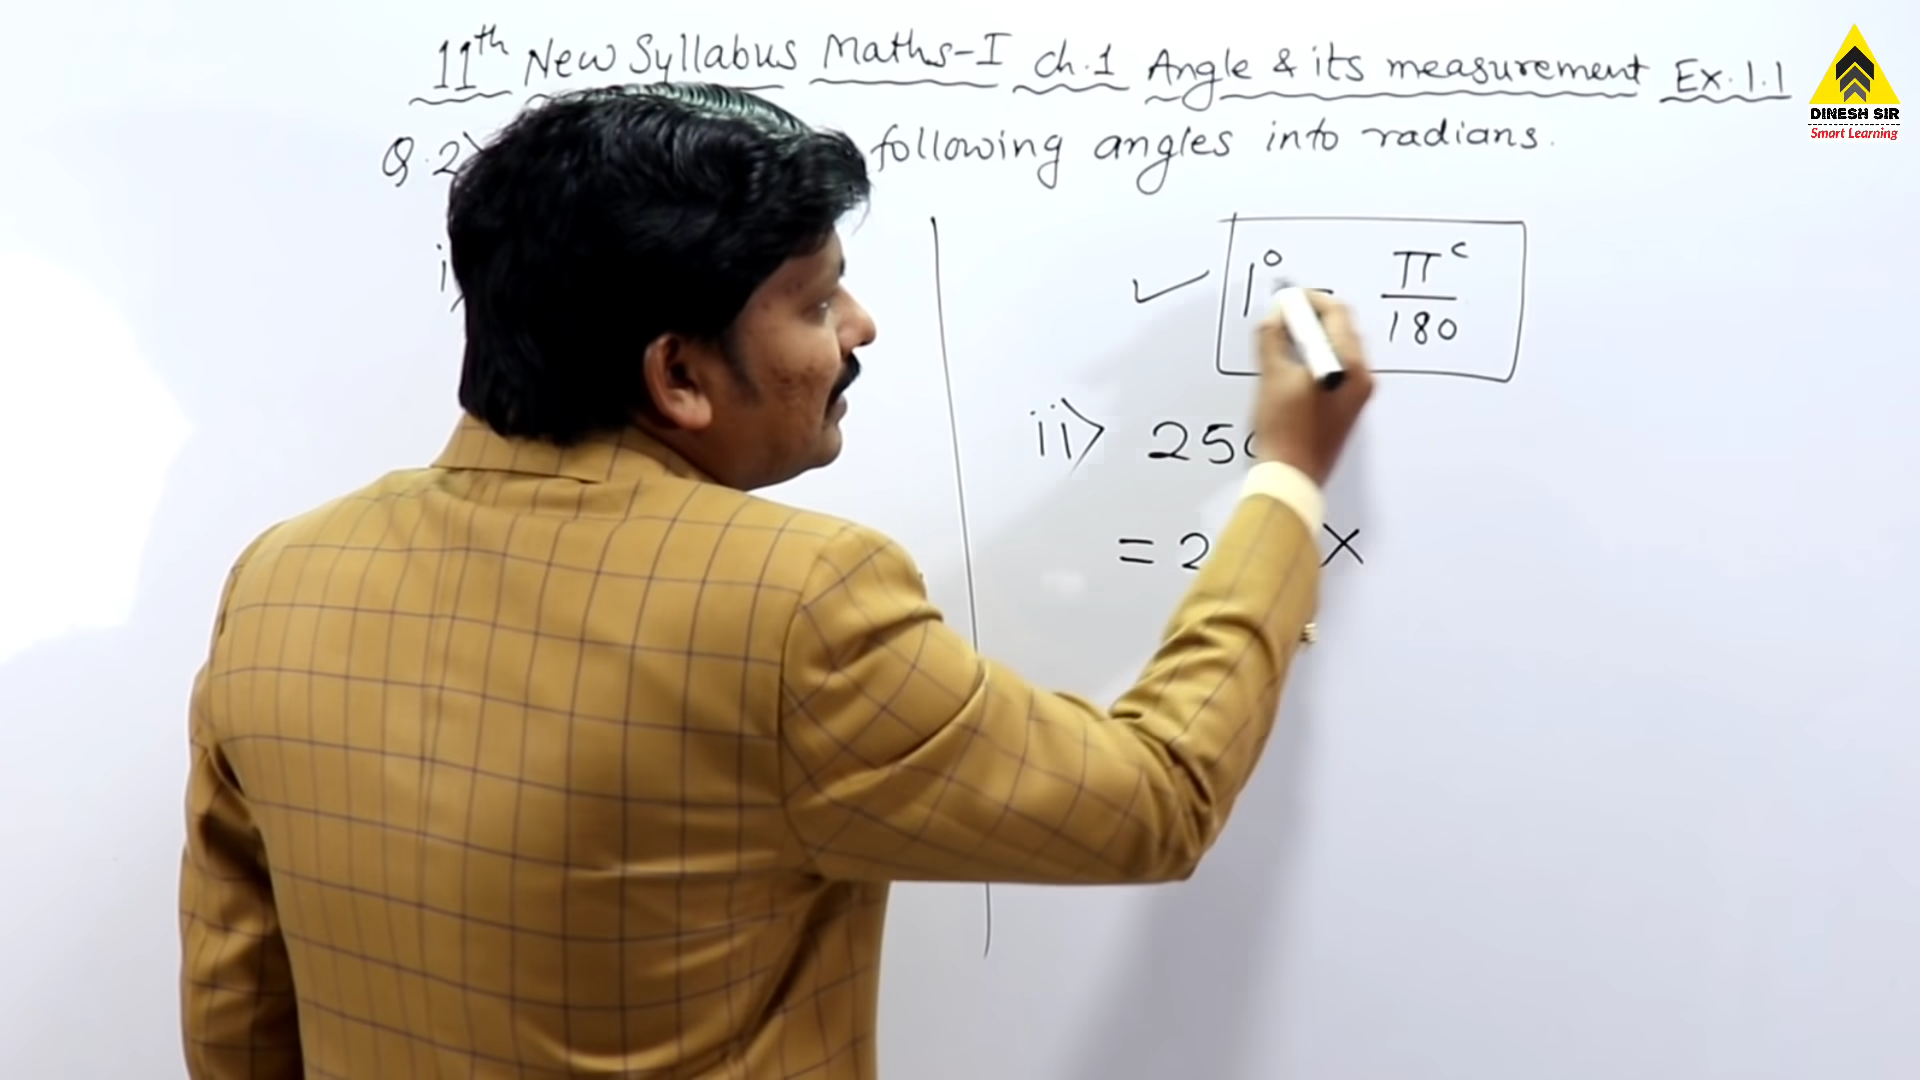 11th New Syllabus Maths-I ch.1 Angle & its measurement Ex.1.1
DINESH SIR
Smart Learning
Q.2) following angles into radians.
i)
1° = π^c / 180
ii) 25
= 2 ×